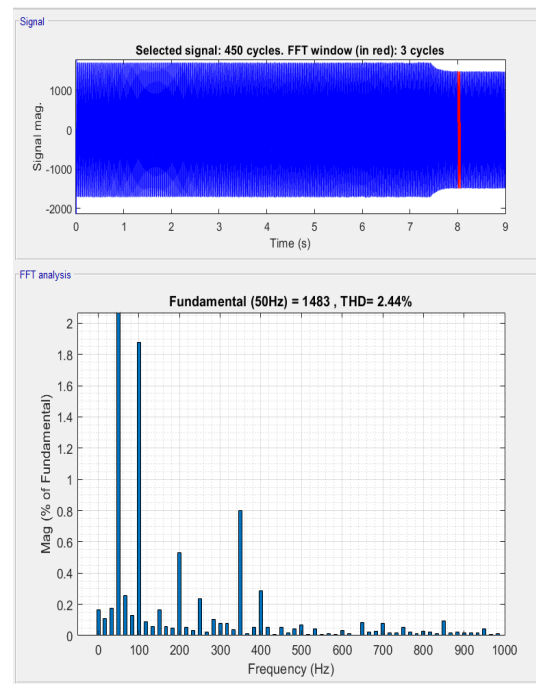 Signal
Selected signal: 450 cycles. FFT window (in red): 3 cycles
Signal mag.
1000
0
-1000
-2000
0 1 2 3 4 5 6 7 8 9
Time (s)
FFT analysis
Fundamental (50Hz) = 1483 , THD= 2.44%
Mag (% of Fundamental)
2
1.8
1.6
1.4
1.2
1
0.8
0.6
0.4
0.2
0
0 100 200 300 400 500 600 700 800 900 1000
Frequency (Hz)